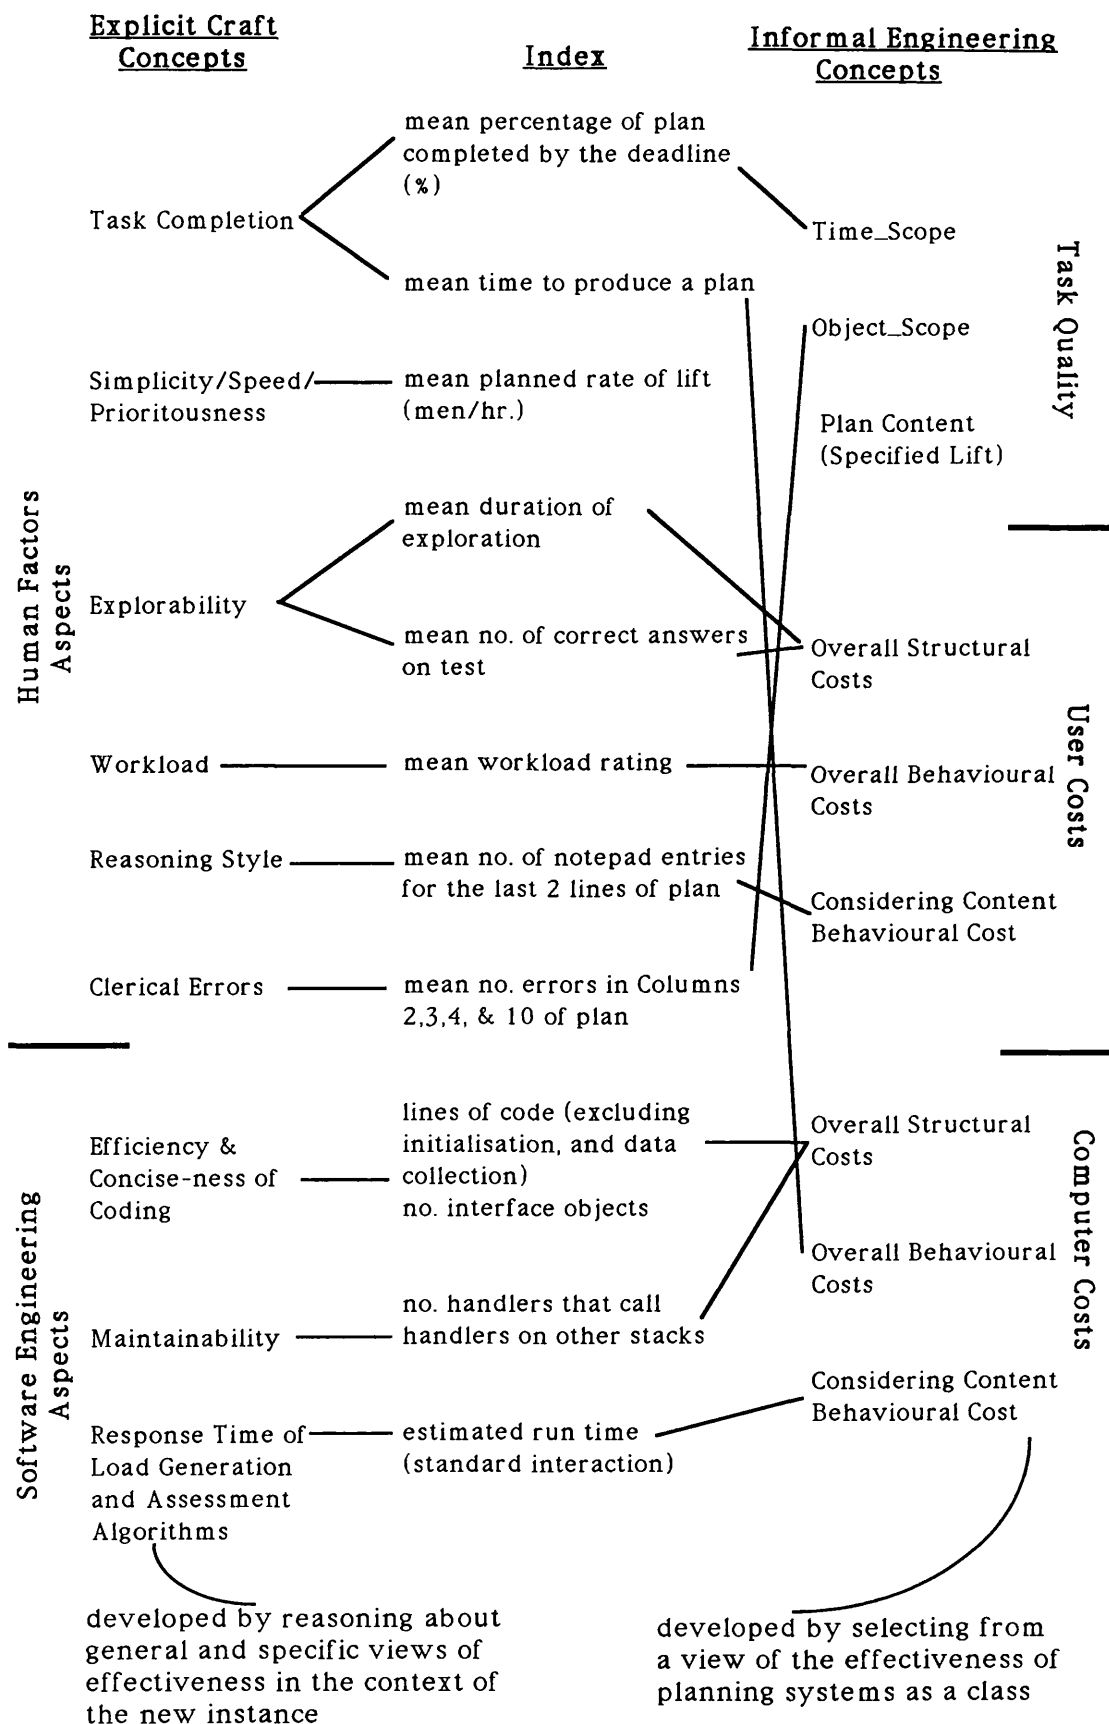 Explicit Craft
Concepts
Index
Informal Engineering
Concepts
Human Factors
Aspects
Software Engineering
Aspects
Task Completion
Simplicity/Speed/
Prioritousness
Explorability
Workload
Reasoning Style
Clerical Errors
Efficiency &
Concise-ness of
Coding
Maintainability
Response Time of
Load Generation
and Assessment
Algorithms
mean percentage of plan
completed by the deadline
(%)
mean time to produce a plan
mean planned rate of lift
(men/hr.)
mean duration of
exploration
mean no. of correct answers
on test
mean workload rating
mean no. of notepad entries
for the last 2 lines of plan
mean no. errors in Columns
2,3,4, & 10 of plan
lines of code (excluding
initialisation, and data
collection)
no. interface objects
no. handlers that call
handlers on other stacks
estimated run time
(standard interaction)
Time_Scope
Object_Scope
Plan Content
(Specified Lift)
Overall Structural
Costs
Overall Behavioural
Costs
Considering Content
Behavioural Cost
Overall Structural
Costs
Overall Behavioural
Costs
Considering Content
Behavioural Cost
Task Quality
User Costs
Computer Costs
developed by reasoning about
general and specific views of
effectiveness in the context of
the new instance
developed by selecting from
a view of the effectiveness of
planning systems as a class